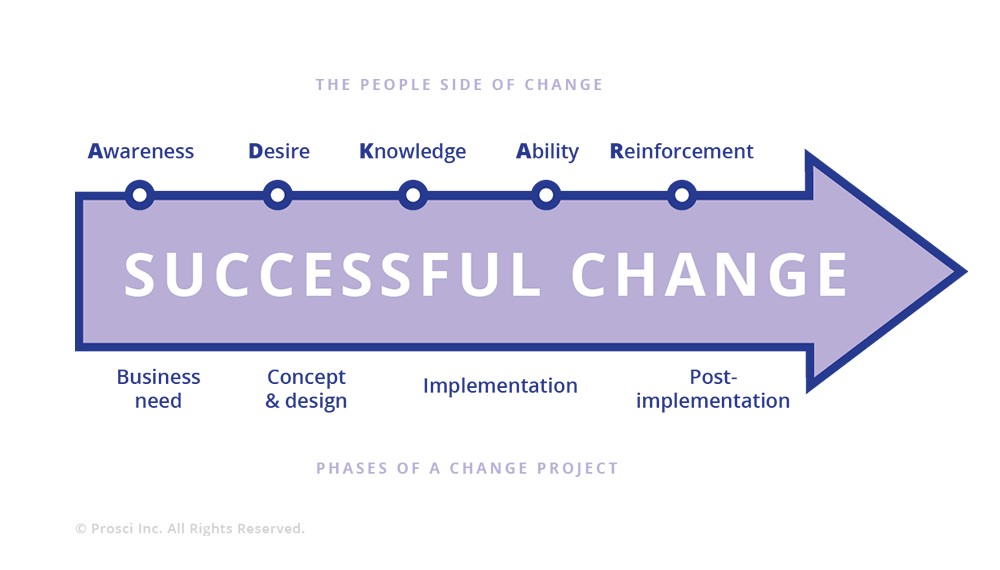 THE PEOPLE SIDE OF CHANGE
Awareness Desire Knowledge Ability Reinforcement
SUCCESSFUL CHANGE
Business need
Concept & design
Implementation
Post-implementation
PHASES OF A CHANGE PROJECT
© Prosci Inc. All Rights Reserved.